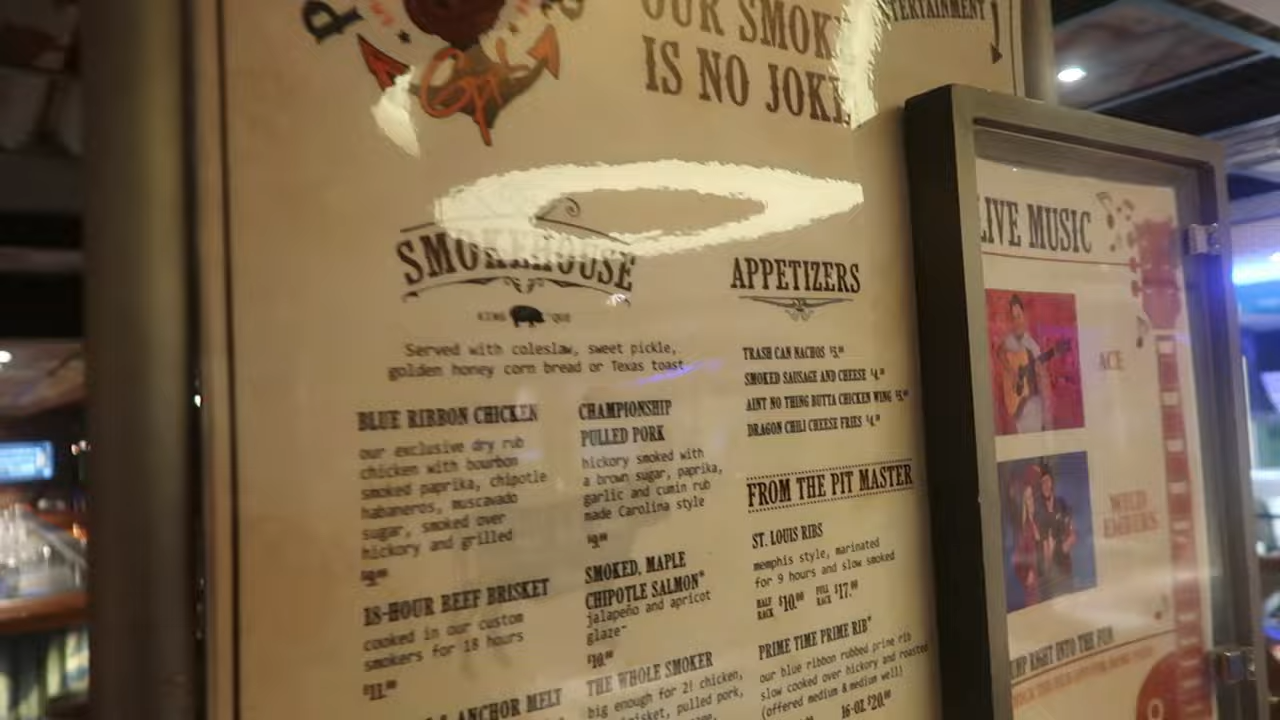 Grl
OUR SMOKE
IS NO JOKE
TERTAINMENT
SMOKEHOUSE
KING QUE
Served with coleslaw, sweet pickle,
golden honey corn bread or Texas toast
BLUE RIBBON CHICKEN
our exclusive dry rub
chicken with bourbon
smoked paprika, chipotle
habaneros, muscavado
sugar, smoked over
hickory and grilled
$9.00
18-HOUR BEEF BRISKET
cooked in our custom
smokers for 18 hours
$11.00
& ANCHOR MELT
CHAMPIONSHIP
PULLED PORK
hickory smoked with
a brown sugar, paprika,
garlic and cumin rub
made Carolina style
$9.00
SMOKED, MAPLE
CHIPOTLE SALMON*
jalapeño and apricot
glaze~
$10.00
THE WHOLE SMOKER
big enough for 2! chicken,
brisket, pulled pork,
APPETIZERS
TRASH CAN NACHOS $5.00
SMOKED SAUSAGE AND CHEESE $4.00
AINT NO THING BUTTA CHICKEN WING $5.00
DRAGON CHILI CHEESE FRIES $4.00
FROM THE PIT MASTER
ST. LOUIS RIBS
memphis style, marinated
for 9 hours and slow smoked
HALF RACK $10.00 FULL RACK $17.00
PRIME TIME PRIME RIB*
our blue ribbon rubbed prime rib
slow cooked over hickory and roasted
(offered medium & medium well)
16-OZ $20.00
LIVE MUSIC
ACE
WILD
EMBERS
UMP RIGHT INTO THE FUN